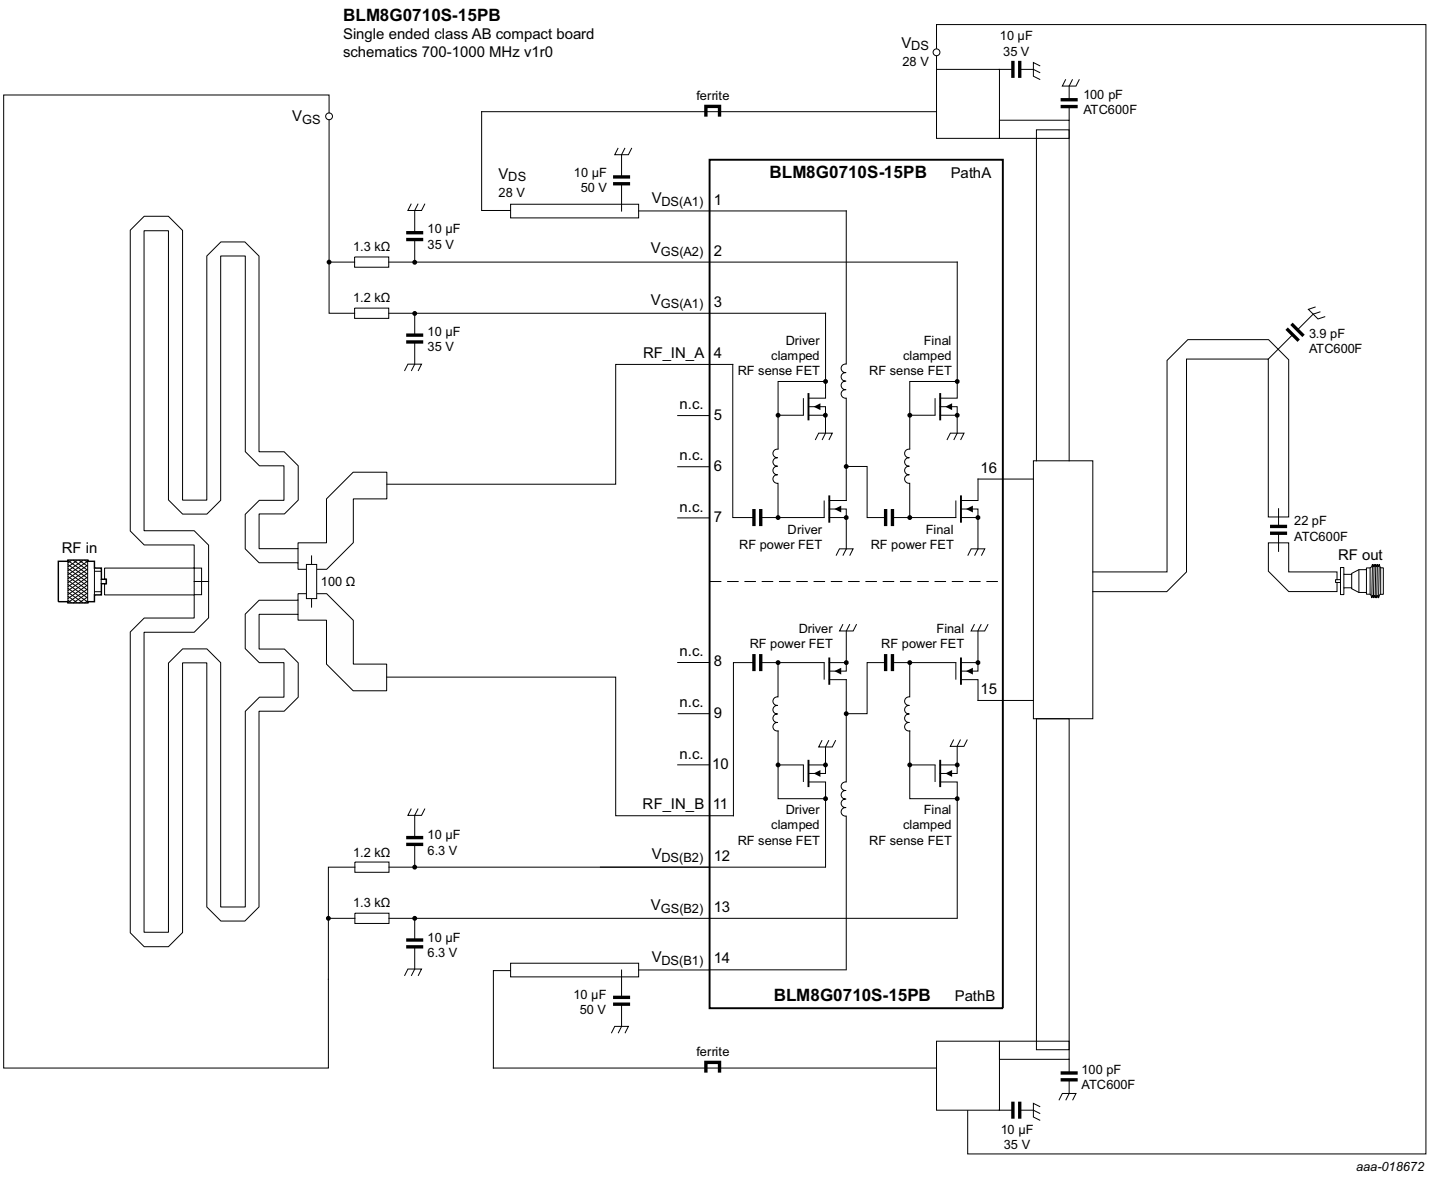 BLM8G0710S-15PB
Single ended class AB compact board
schematics 700-1000 MHz v1r0
VDS
28 V
10 µF
35 V
100 pF
ATC600F
ferrite
VGS
VDS
28 V
10 µF
50 V
BLM8G0710S-15PB
PathA
VDS(A1)
1
10 µF
35 V
1.3 kΩ
VGS(A2)
2
1.2 kΩ
VGS(A1)
3
10 µF
35 V
RF_IN_A
4
Driver
clamped
RF sense FET
Final
clamped
RF sense FET
3.9 pF
ATC600F
n.c.
5
n.c.
6
16
n.c.
7
Driver
RF power FET
Final
RF power FET
22 pF
ATC600F
RF in
RF out
100 Ω
Driver
RF power FET
Final
RF power FET
n.c.
8
15
n.c.
9
n.c.
10
RF_IN_B
11
Driver
clamped
RF sense FET
Final
clamped
RF sense FET
10 µF
6.3 V
1.2 kΩ
VDS(B2)
12
1.3 kΩ
VGS(B2)
13
10 µF
6.3 V
VDS(B1)
14
10 µF
50 V
BLM8G0710S-15PB
PathB
ferrite
100 pF
ATC600F
10 µF
35 V
aaa-018672